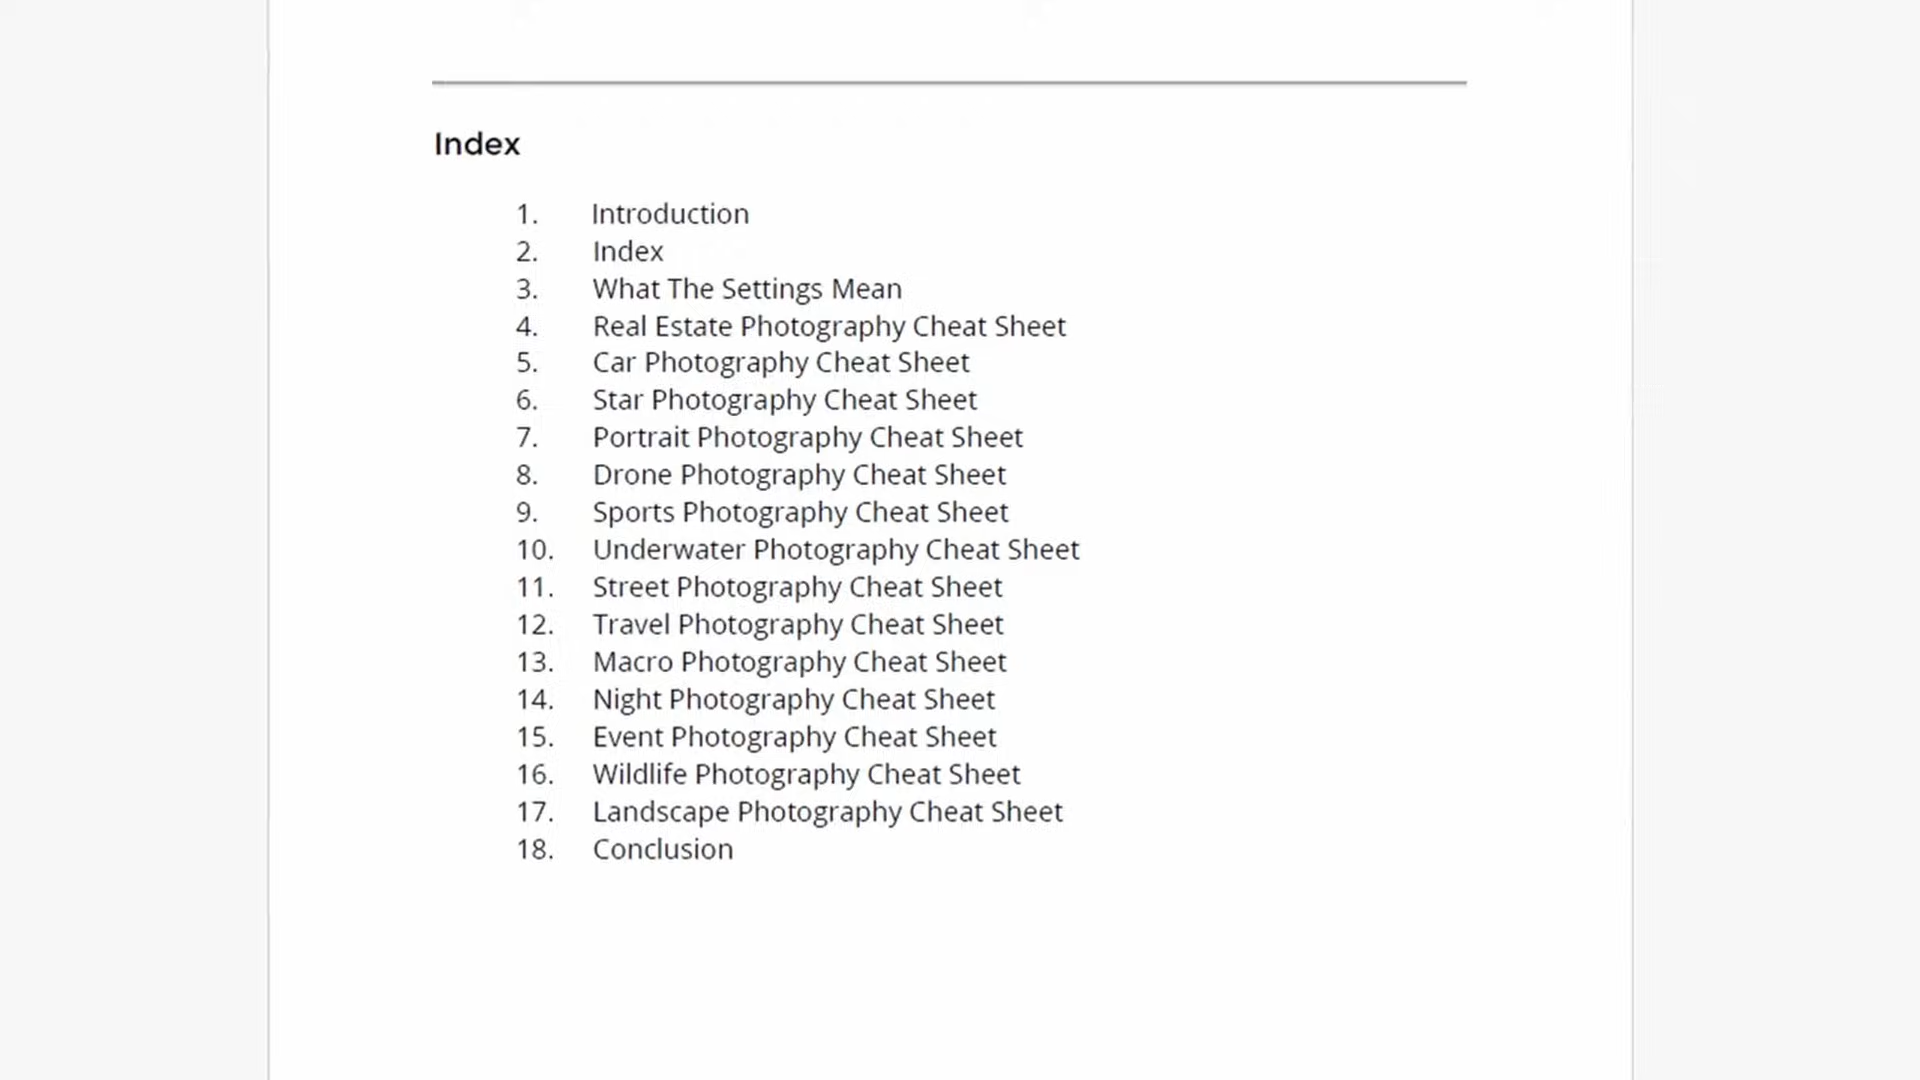 Index
1. Introduction
2. Index
3. What The Settings Mean
4. Real Estate Photography Cheat Sheet
5. Car Photography Cheat Sheet
6. Star Photography Cheat Sheet
7. Portrait Photography Cheat Sheet
8. Drone Photography Cheat Sheet
9. Sports Photography Cheat Sheet
10. Underwater Photography Cheat Sheet
11. Street Photography Cheat Sheet
12. Travel Photography Cheat Sheet
13. Macro Photography Cheat Sheet
14. Night Photography Cheat Sheet
15. Event Photography Cheat Sheet
16. Wildlife Photography Cheat Sheet
17. Landscape Photography Cheat Sheet
18. Conclusion